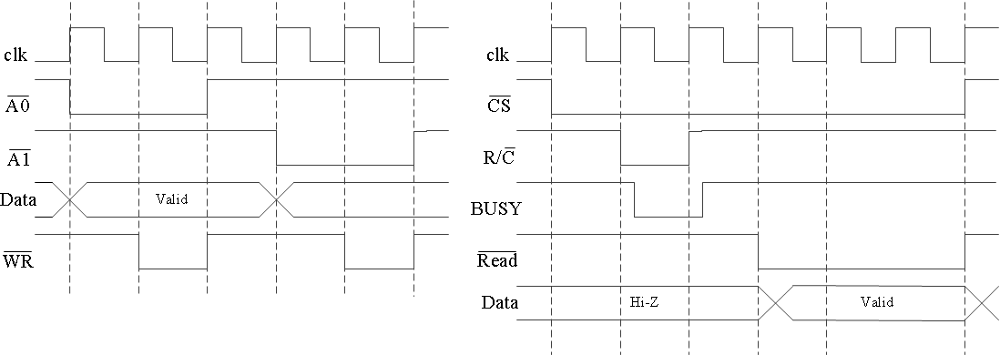 clk
A0
A1
Data
Valid
WR
clk
CS
R/C
BUSY
Read
Data
Hi-Z
Valid